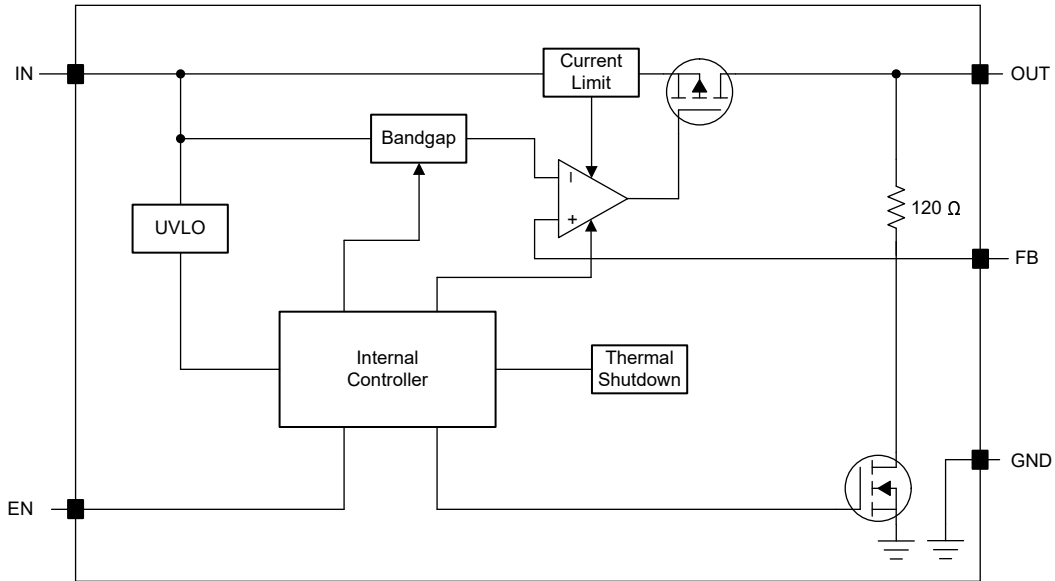 IN
Current
Limit
OUT
Bandgap
–
+
UVLO
120 Ω
FB
Internal
Controller
Thermal
Shutdown
GND
EN